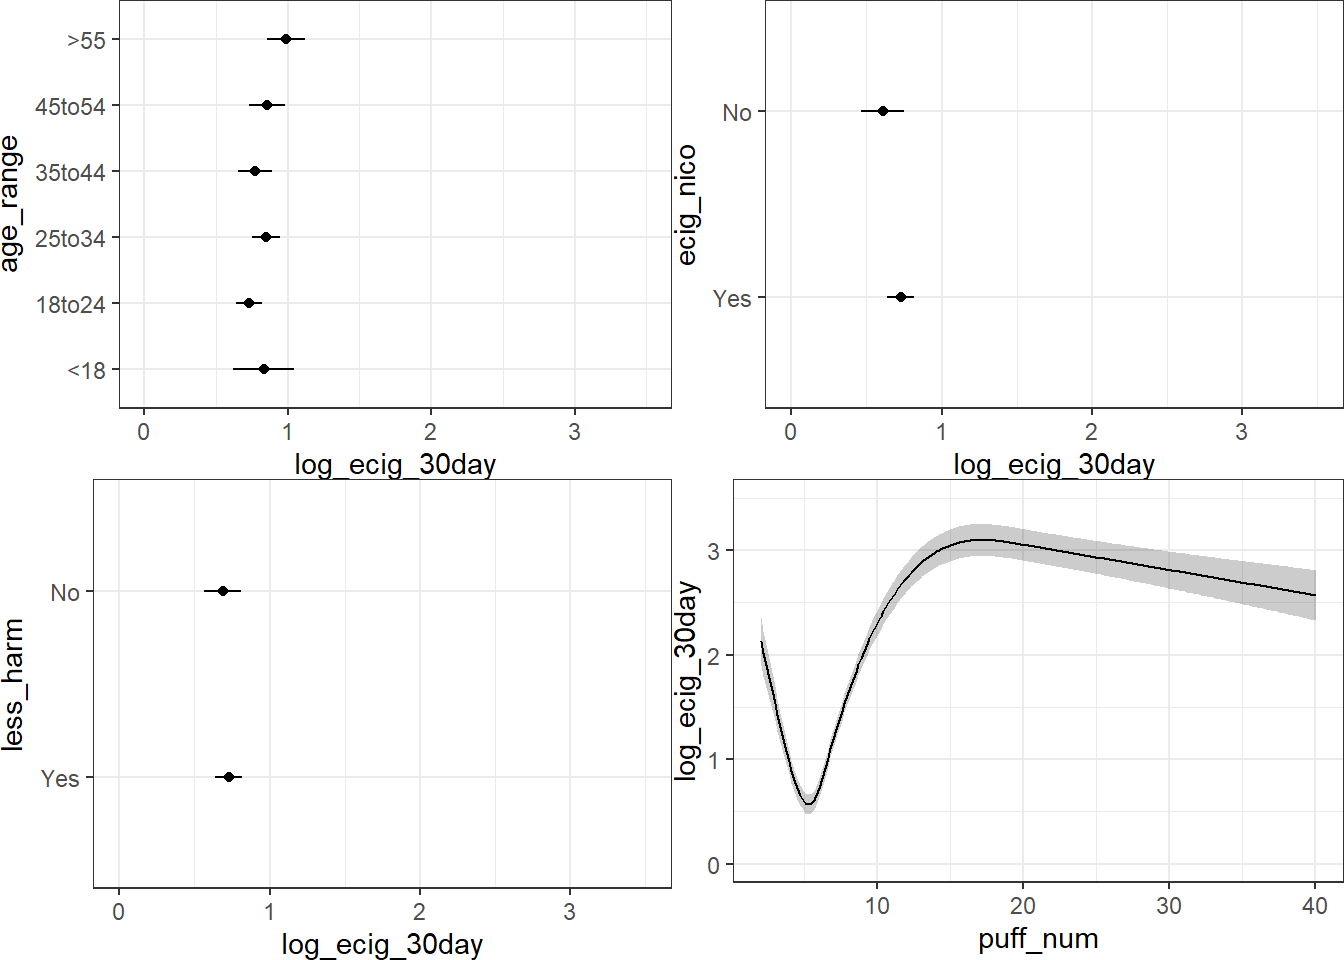 age_range
>55
45to54
35to44
25to34
18to24
<18
0 1 2 3
log_ecig_30day
ecig_nico
No
Yes
0 1 2 3
log_ecig_30day
less_harm
No
Yes
0 1 2 3
log_ecig_30day
log_ecig_30day
3
2
1
0
10 20 30 40
puff_num